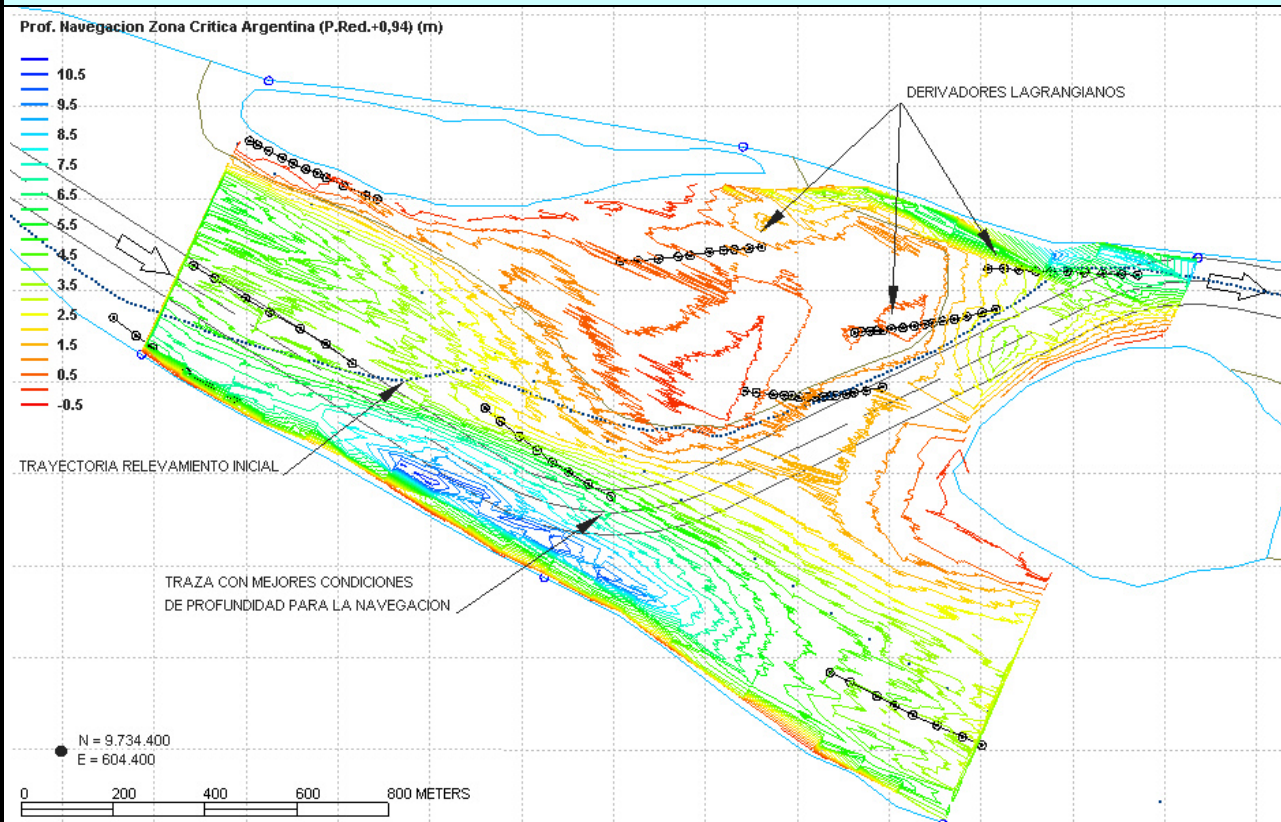 Prof. Navegacion Zona Critica Argentina (P.Red.+0,94) (m)
10.5
9.5
8.5
7.5
6.5
5.5
4.5
3.5
2.5
1.5
0.5
-0.5
DERIVADORES LAGRANGIANOS
TRAYECTORIA RELEVAMIENTO INICIAL
TRAZA CON MEJORES CONDICIONES
DE PROFUNDIDAD PARA LA NAVEGACION
N = 9.734.400
E = 604.400
0 200 400 600 800 METERS